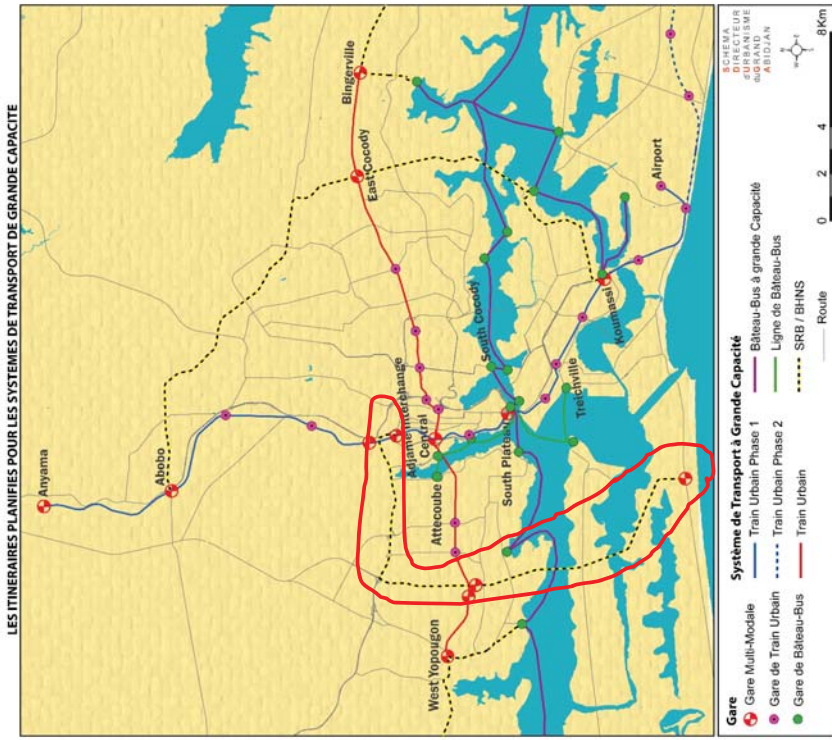 LES ITINERAIRES PLANIFIES POUR LES SYSTEMES DE TRANSPORT DE GRANDE CAPACITE
Anyama
Abobo
Bingerville
East Cocody
Adjame Interchange
Central
Attecoube
South Cocody
South Plateau
Treichville
Koumassi
Airport
West Yopougon
Gare
Gare Multi-Modale
Gare de Train Urbain
Gare de Bâteau-Bus
Système de Transport à Grande Capacité
Train Urbain Phase 1
Train Urbain Phase 2
Train Urbain
Bâteau-Bus à grande Capacité
Ligne de Bâteau-Bus
SRB / BHNS
Route
SCHEMA
DIRECTEUR
d'URBANISME
du GRAND
ABIDJAN
N
W E
S
0 2 4 8Km